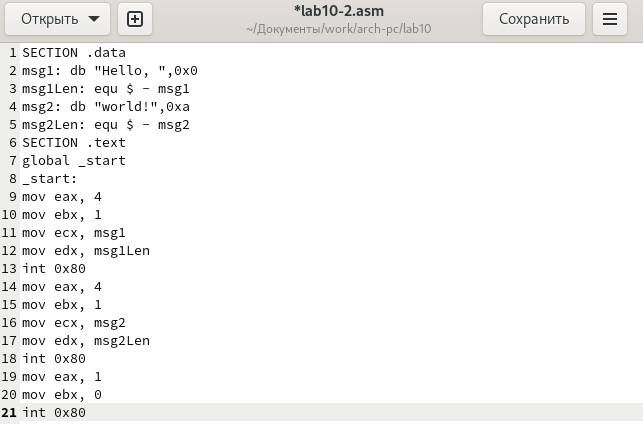 Открыть
*lab10-2.asm
~/Документы/work/arch-pc/lab10
Сохранить
1 SECTION .data
2 msg1: db "Hello, ",0x0
3 msg1Len: equ $ - msg1
4 msg2: db "world!",0xa
5 msg2Len: equ $ - msg2
6 SECTION .text
7 global _start
8 _start:
9 mov eax, 4
10 mov ebx, 1
11 mov ecx, msg1
12 mov edx, msg1Len
13 int 0x80
14 mov eax, 4
15 mov ebx, 1
16 mov ecx, msg2
17 mov edx, msg2Len
18 int 0x80
19 mov eax, 1
20 mov ebx, 0
21 int 0x80